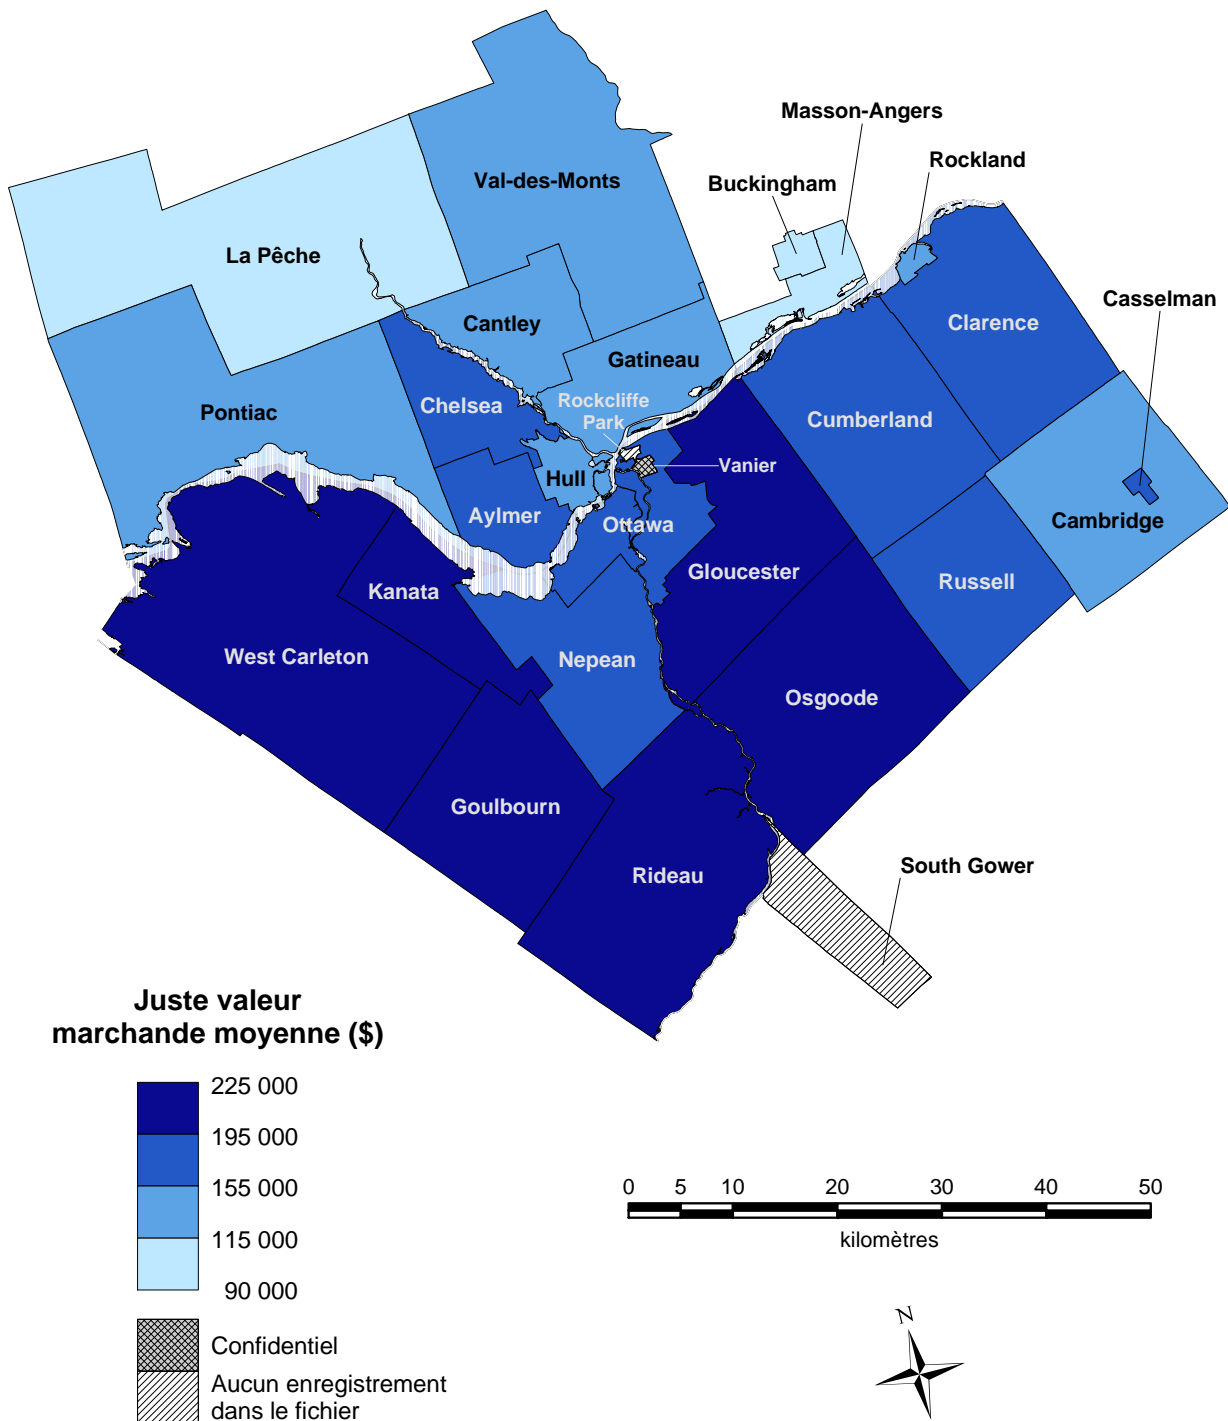 Masson-Angers
Rockland
Buckingham
Val-des-Monts
La Pêche
Casselman
Cantley
Clarence
Gatineau
Chelsea
Rockcliffe
Park
Pontiac
Cumberland
Vanier
Hull
Aylmer
Ottawa
Cambridge
Gloucester
Russell
Kanata
West Carleton
Nepean
Osgoode
Goulbourn
Rideau
South Gower
Juste valeur
marchande moyenne ($)
225 000
195 000
155 000
115 000
90 000
Confidentiel
Aucun enregistrement
dans le fichier
0 5 10 20 30 40 50
kilomètres
N